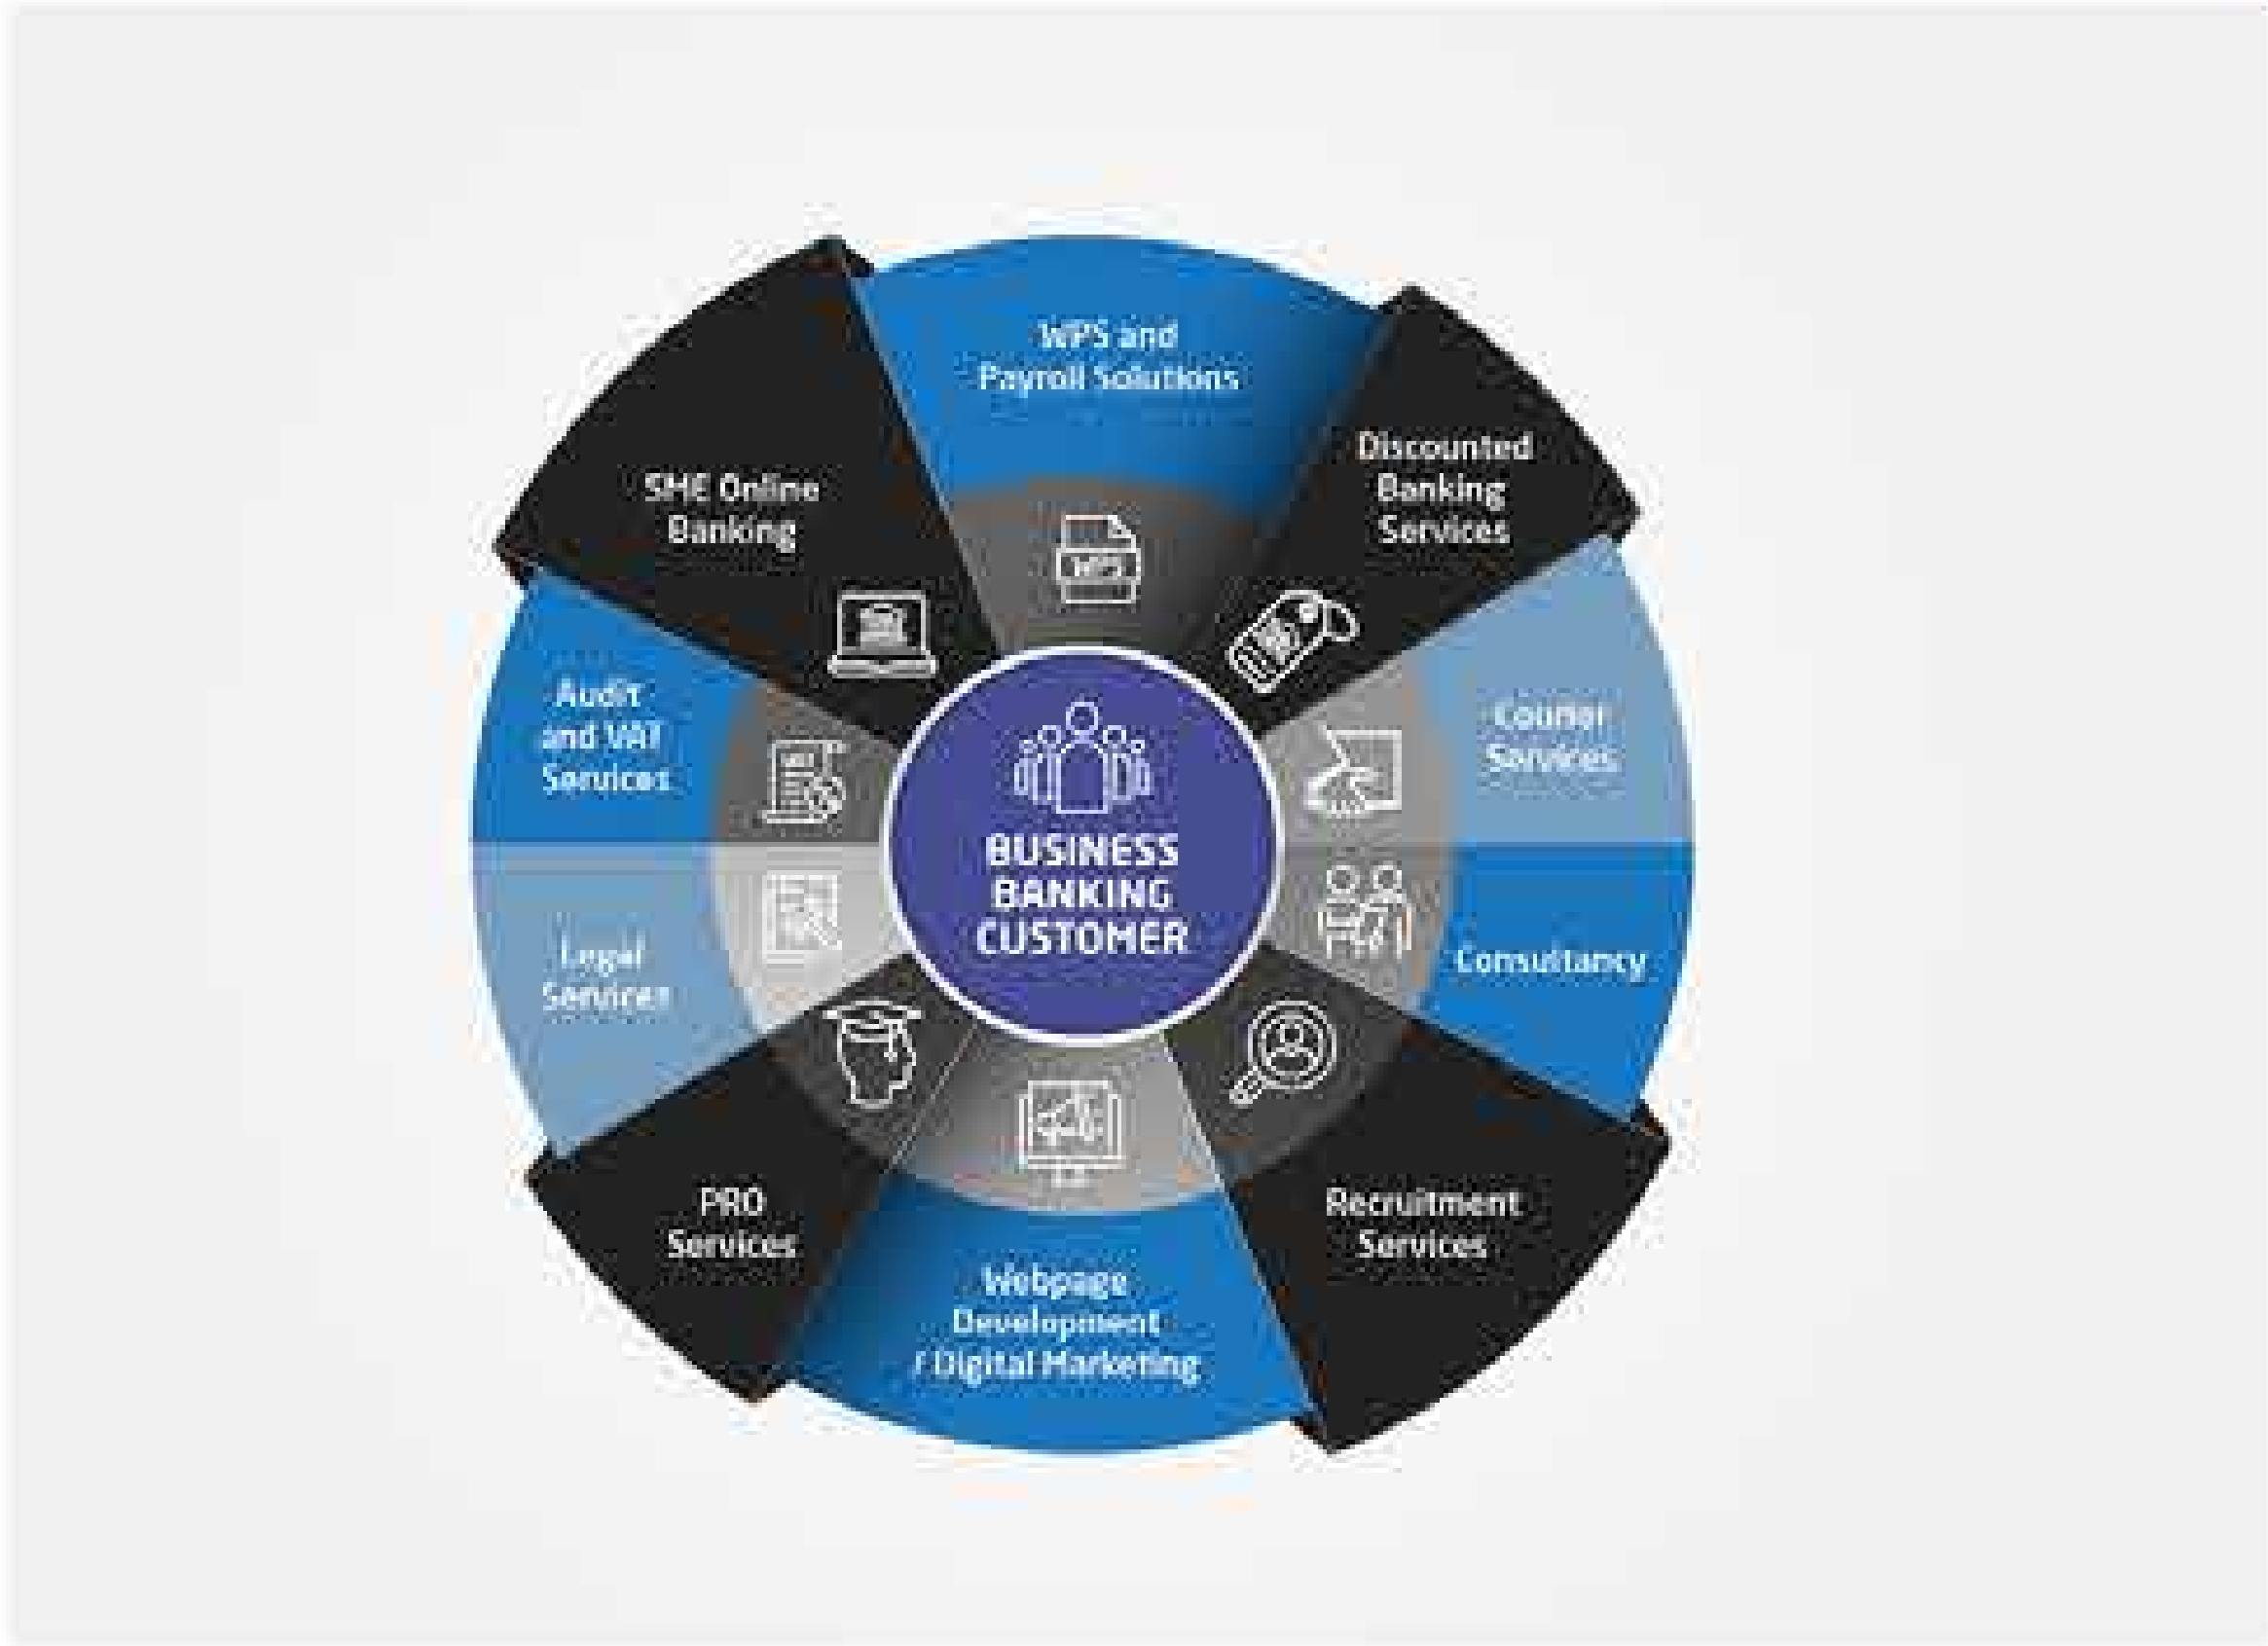 WPS and
Payroll Solutions
WPS
Discounted
Banking
Services
Courier
Services
Consultancy
Recruitment
Services
Webpage
Development
/ Digital Marketing
PRO
Services
Legal
Services
Audit
and VAT
Services
SME Online
Banking
BUSINESS
BANKING
CUSTOMER